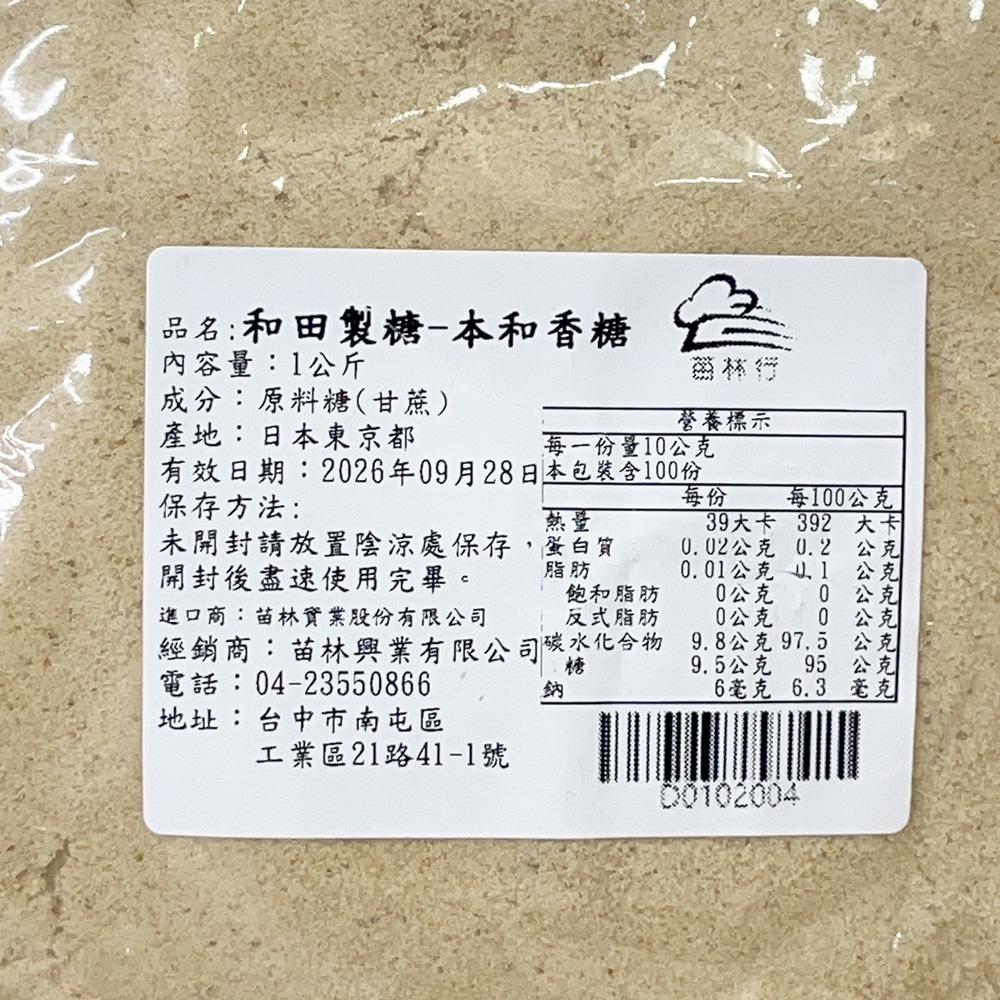 品名:和田製糖-本和香糖
內容量：1公斤
成分：原料糖(甘蔗)
產地：日本東京都
有效日期：2026年09月28日
保存方法:
未開封請放置陰涼處保存，
開封後盡速使用完畢。
進口商：苗林實業股份有限公司
經銷商：苗林興業有限公司
電話：04-23550866
地址：台中市南屯區
工業區21路41-1號
苗林行
營養標示
每一份量10公克
本包裝含100份
每份 每100公克
熱量 39大卡 392 大卡
蛋白質 0.02公克 0.2 公克
脂肪 0.01公克 0.1 公克
飽和脂肪 0公克 0 公克
反式脂肪 0公克 0 公克
碳水化合物 9.8公克 97.5 公克
糖 9.5公克 95 公克
鈉 6毫克 6.3 毫克
D0102004